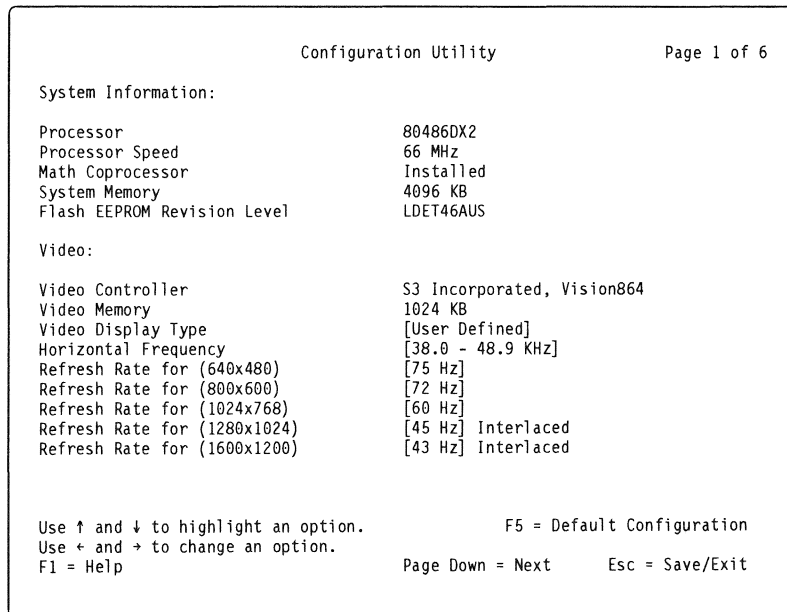 Configuration Utility Page 1 of 6
System Information:
Processor 80486DX2
Processor Speed 66 MHz
Math Coprocessor Installed
System Memory 4096 KB
Flash EEPROM Revision Level LDET46AUS
Video:
Video Controller S3 Incorporated, Vision864
Video Memory 1024 KB
Video Display Type [User Defined]
Horizontal Frequency [38.0 - 48.9 KHz]
Refresh Rate for (640x480) [75 Hz]
Refresh Rate for (800x600) [72 Hz]
Refresh Rate for (1024x768) [60 Hz]
Refresh Rate for (1280x1024) [45 Hz] Interlaced
Refresh Rate for (1600x1200) [43 Hz] Interlaced
Use ↑ and ↓ to highlight an option. F5 = Default Configuration
Use ← and → to change an option.
F1 = Help Page Down = Next Esc = Save/Exit